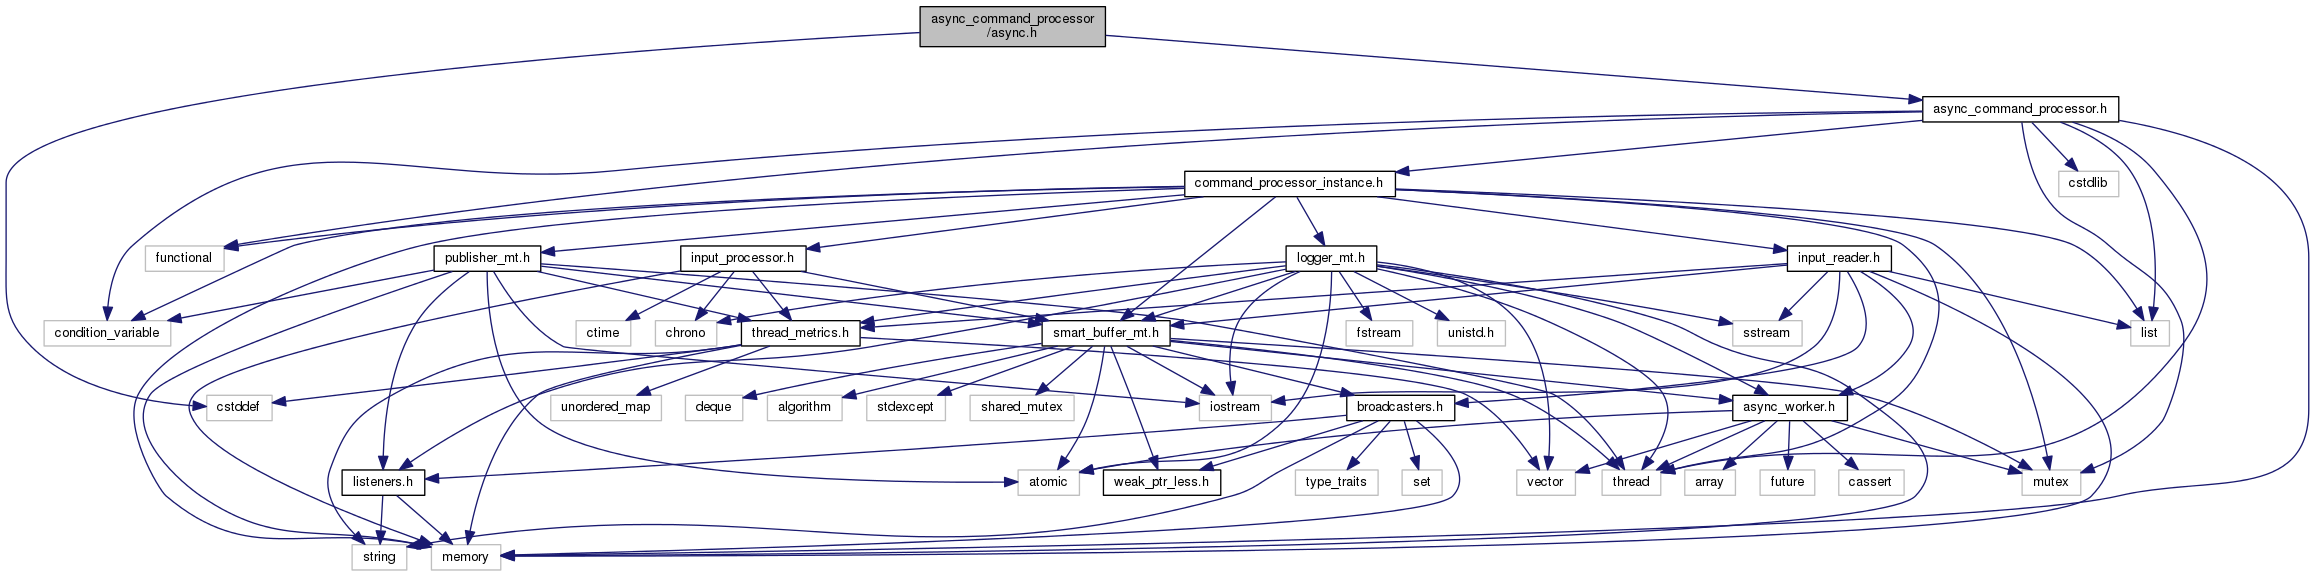 async_command_processor
/async.h
async_command_processor.h
command_processor_instance.h
cstdlib
functional
publisher_mt.h
input_processor.h
logger_mt.h
input_reader.h
condition_variable
ctime
chrono
thread_metrics.h
smart_buffer_mt.h
fstream
unistd.h
sstream
list
cstddef
unordered_map
deque
algorithm
stdexcept
shared_mutex
iostream
broadcasters.h
async_worker.h
listeners.h
atomic
weak_ptr_less.h
type_traits
set
vector
thread
array
future
cassert
mutex
string
memory